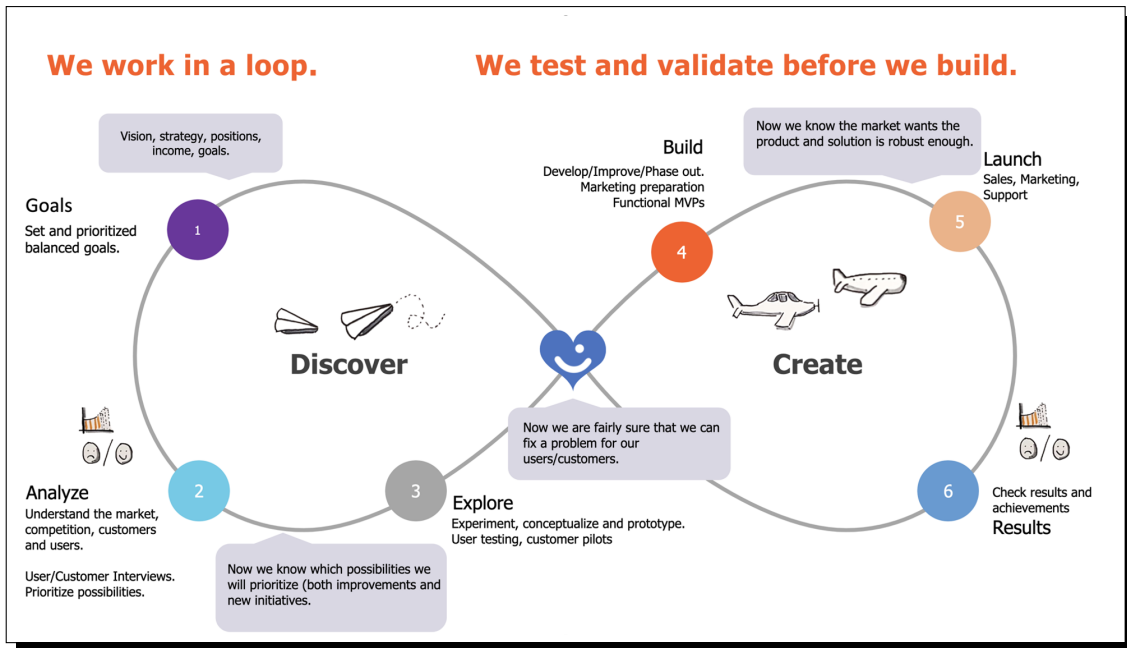 We work in a loop.
We test and validate before we build.
Vision, strategy, positions,
income, goals.
Goals
Set and prioritized
balanced goals.
1
Discover
Analyze
Understand the market,
competition, customers
and users.
User/Customer Interviews.
Prioritize possibilities.
2
Now we know which possibilities we
will prioritize (both improvements and
new initiatives.
3
Explore
Experiment, conceptualize and prototype.
User testing, customer pilots
Now we are fairly sure that we can
fix a problem for our
users/customers.
Build
Develop/Improve/Phase out.
Marketing preparation
Functional MVPs
4
Create
Now we know the market wants the
product and solution is robust enough.
Launch
Sales, Marketing,
Support
5
6
Check results and
achievements
Results